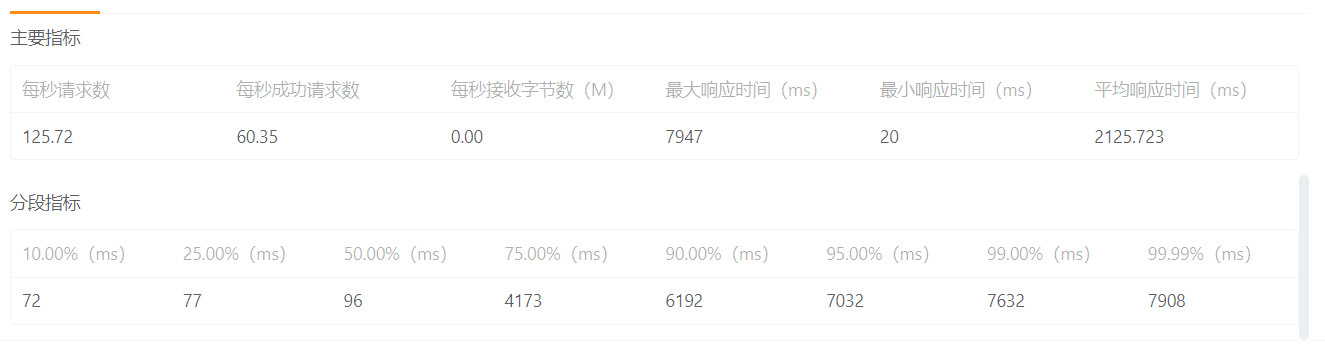 主要指标
每秒请求数 每秒成功请求数 每秒接收字节数（M） 最大响应时间（ms） 最小响应时间（ms） 平均响应时间（ms）
125.72 60.35 0.00 7947 20 2125.723
分段指标
10.00%（ms） 25.00%（ms） 50.00%（ms） 75.00%（ms） 90.00%（ms） 95.00%（ms） 99.00%（ms） 99.99%（ms）
72 77 96 4173 6192 7032 7632 7908